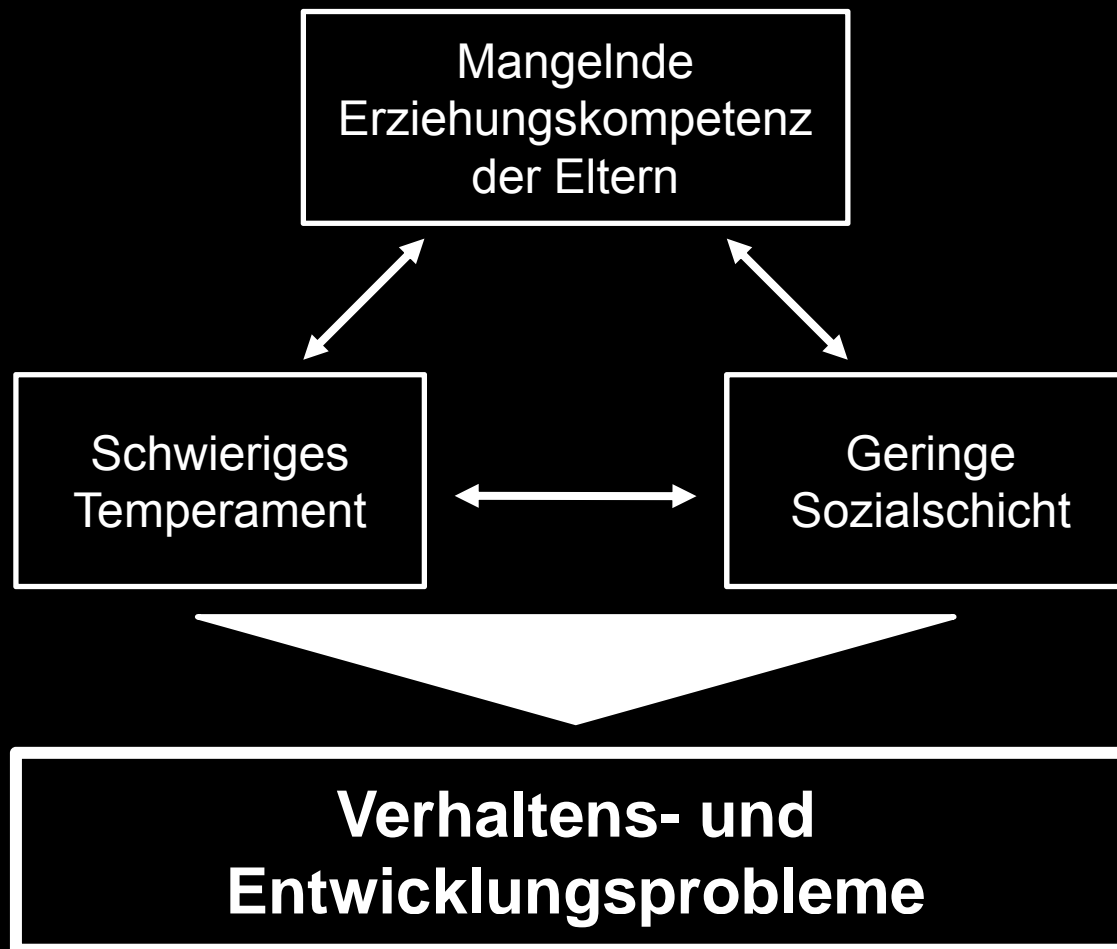 Mangelnde
Erziehungskompetenz
der Eltern
Schwieriges
Temperament
Geringe
Sozialschicht
Verhaltens- und
Entwicklungsprobleme